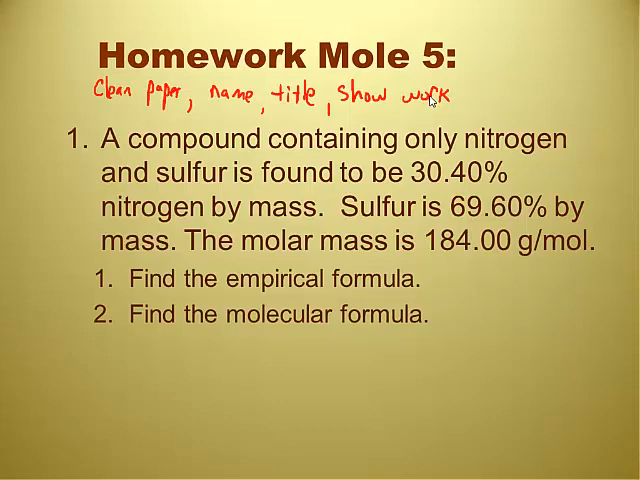 Homework Mole 5:
Clean paper, name, title, show work
1. A compound containing only nitrogen
and sulfur is found to be 30.40%
nitrogen by mass. Sulfur is 69.60% by
mass. The molar mass is 184.00 g/mol.
1. Find the empirical formula.
2. Find the molecular formula.